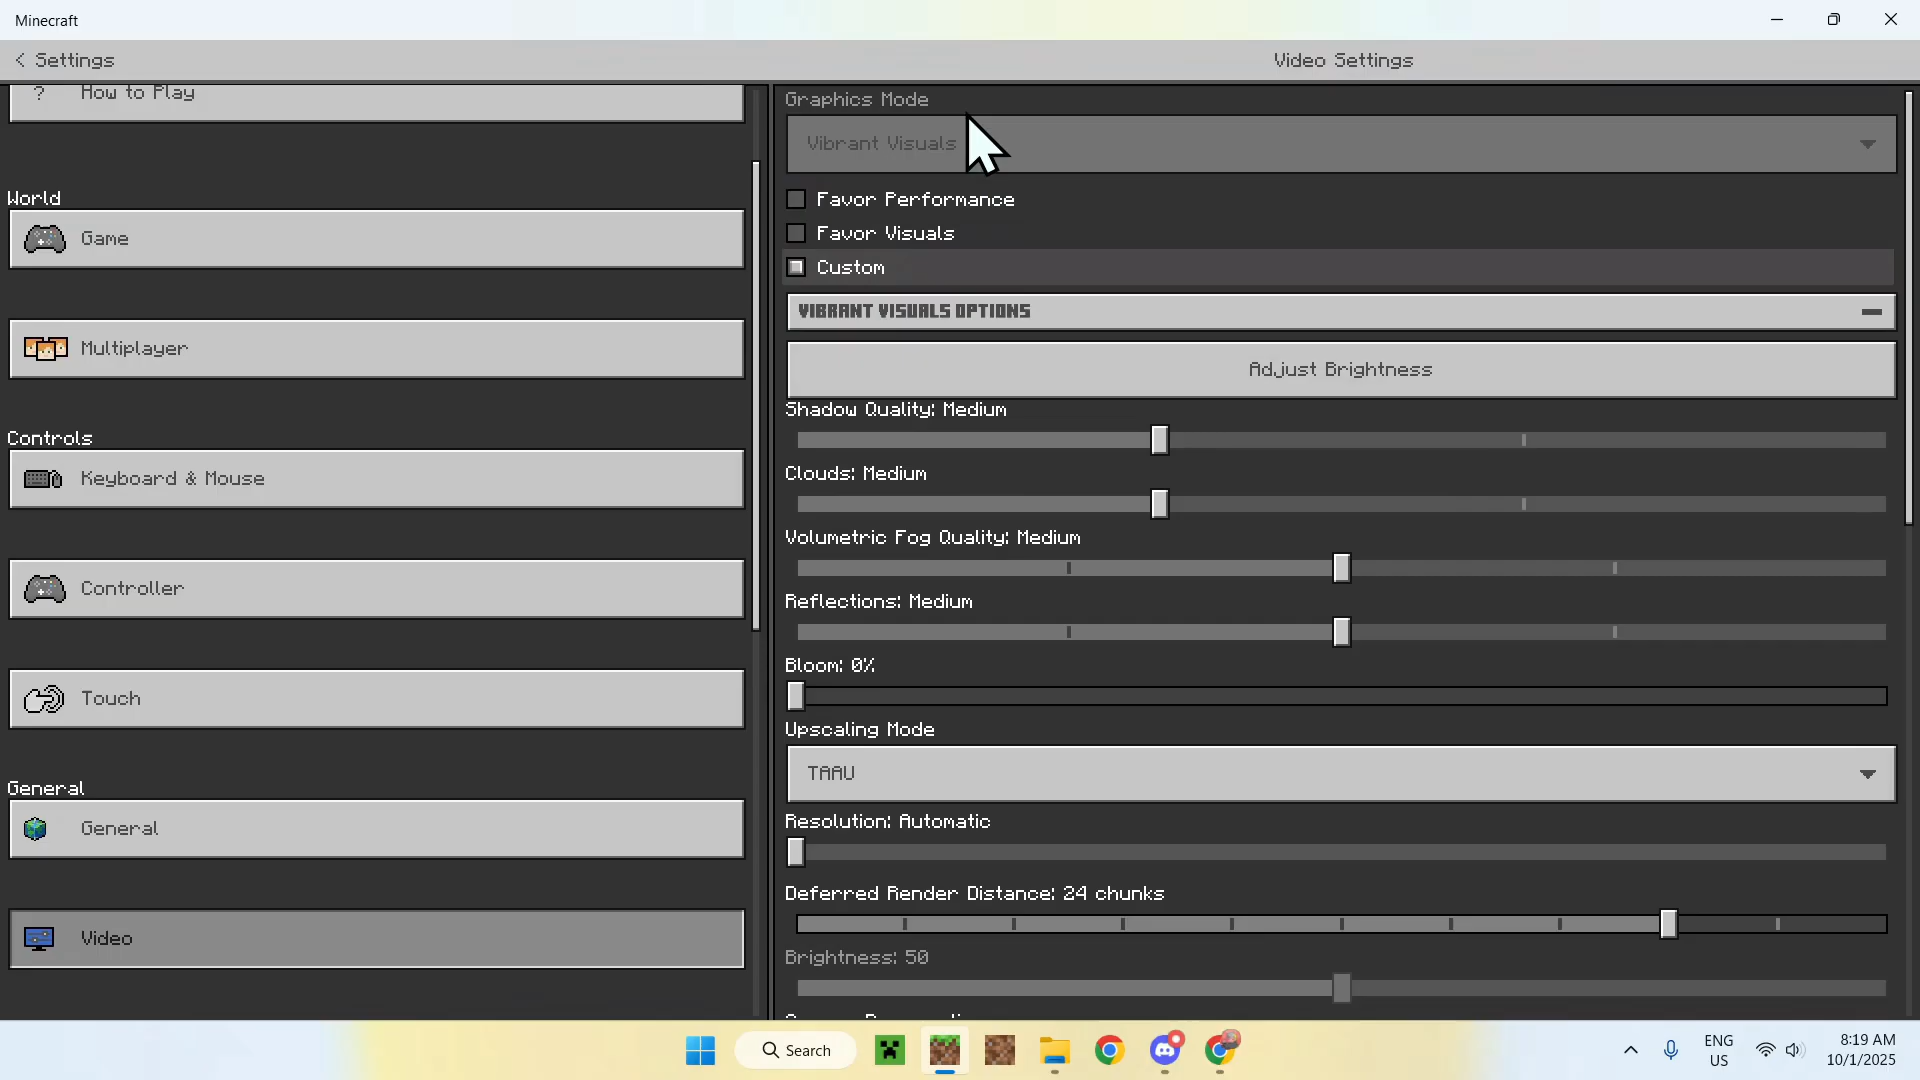 Minecraft
Settings
Video Settings
? How to Play
World
Game
Multiplayer
Controls
Keyboard & Mouse
Controller
Touch
General
General
Video
Graphics Mode
Vibrant Visuals
Favor Performance
Favor Visuals
Custom
VIBRANT VISUALS OPTIONS
Adjust Brightness
Shadow Quality: Medium
Clouds: Medium
Volumetric Fog Quality: Medium
Reflections: Medium
Bloom: 0%
Upscaling Mode
TAAU
Resolution: Automatic
Deferred Render Distance: 24 chunks
Brightness: 50
Search
ENG
US
8:19 AM
10/1/2025